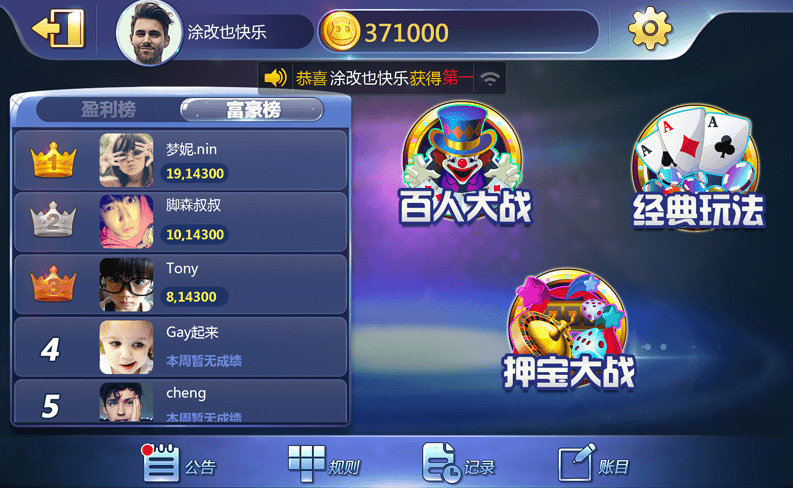 涂改也快乐
371000
恭喜 涂改也快乐获得第一
盈利榜
富豪榜
1
梦妮.nin
19,14300
2
脚森叔叔
10,14300
3
Tony
8,14300
4
Gay起来
本周暂无成绩
5
cheng
本周暂无成绩
百人大战
A
A
A
经典玩法
7 7
押宝大战
公告
规则
记录
账目